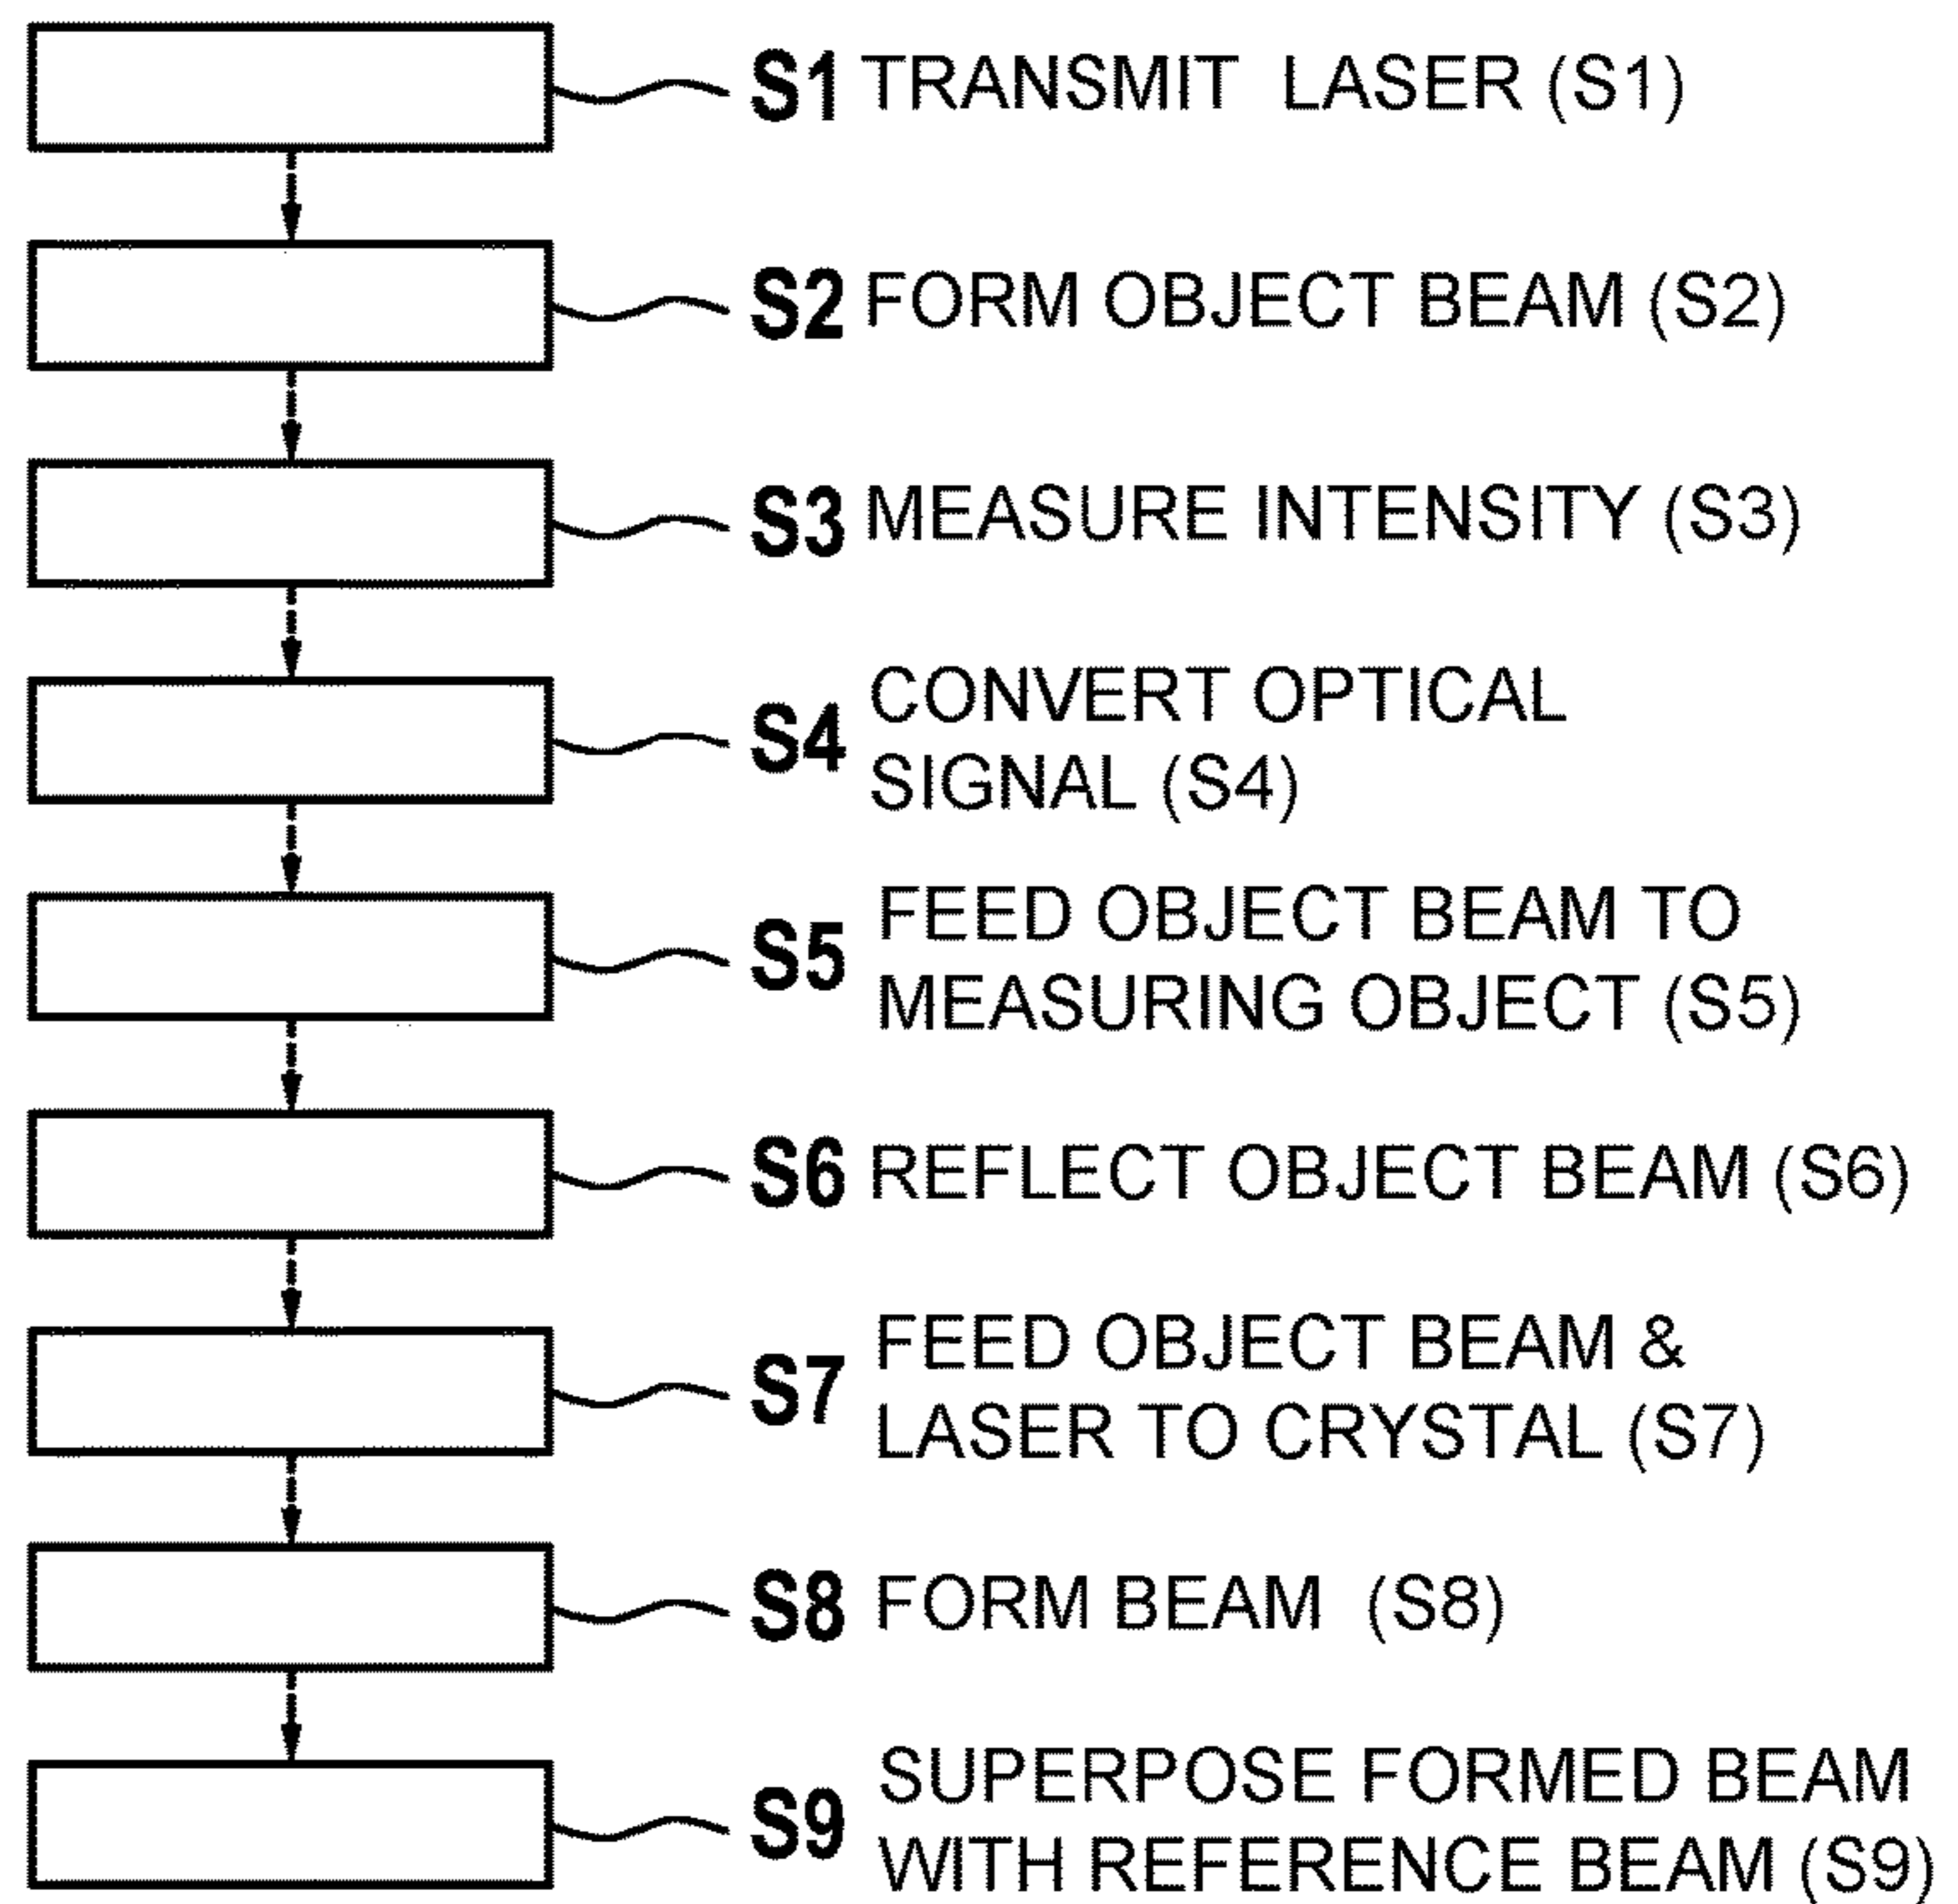 S1 TRANSMIT LASER (S1)
S2 FORM OBJECT BEAM (S2)
S3 MEASURE INTENSITY (S3)
S4 CONVERT OPTICAL
SIGNAL (S4)
S5 FEED OBJECT BEAM TO
MEASURING OBJECT (S5)
S6 REFLECT OBJECT BEAM (S6)
S7 FEED OBJECT BEAM &
LASER TO CRYSTAL (S7)
S8 FORM BEAM (S8)
S9 SUPERPOSE FORMED BEAM
WITH REFERENCE BEAM (S9)